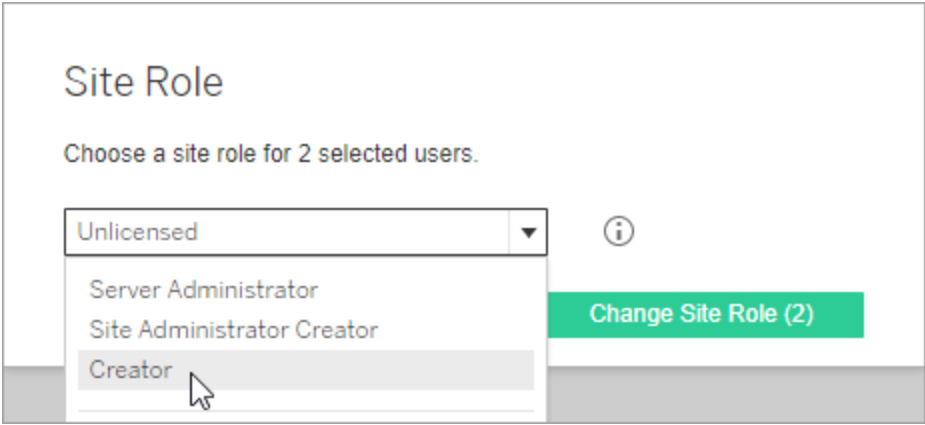 Site Role
Choose a site role for 2 selected users.
Unlicensed
Server Administrator
Site Administrator Creator
Change Site Role (2)
Creator